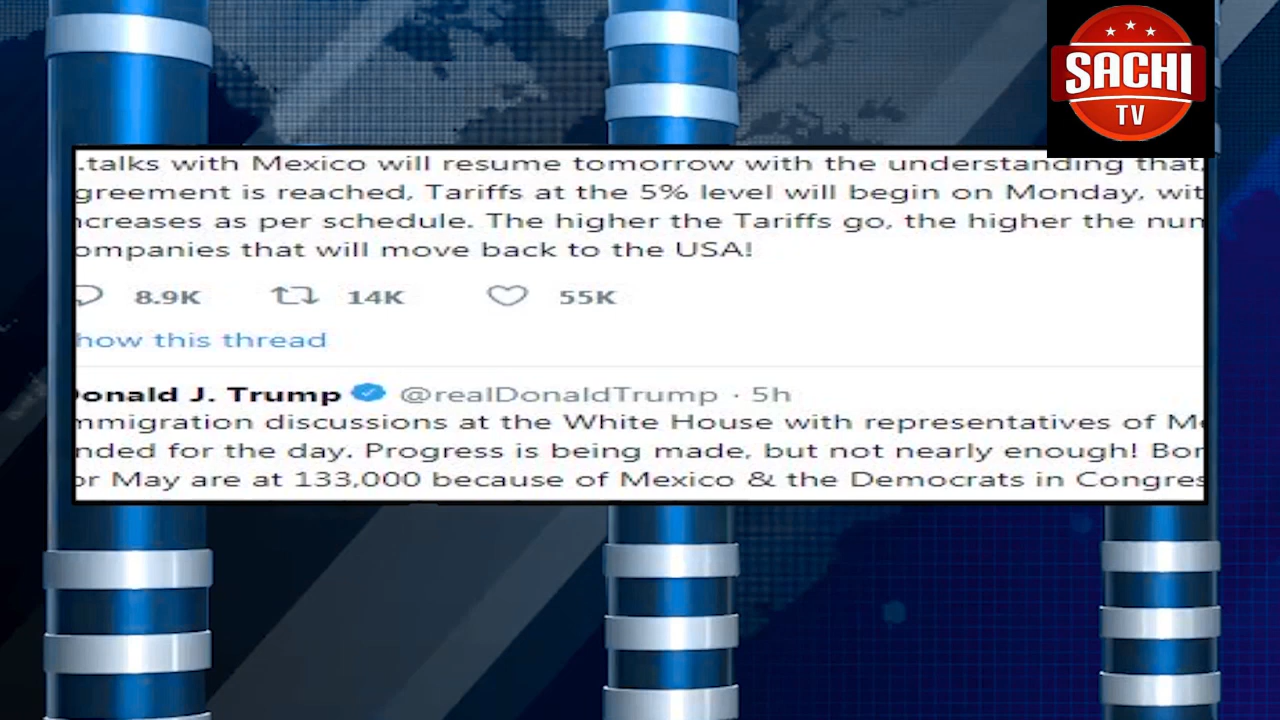 SACHI
TV
.talks with Mexico will resume tomorrow with the understanding that,
greement is reached, Tariffs at the 5% level will begin on Monday, wit
ncreases as per schedule. The higher the Tariffs go, the higher the num
ompanies that will move back to the USA!
8.9K 14K 55K
how this thread
onald J. Trump @realDonaldTrump · 5h
mmigration discussions at the White House with representatives of Me
nded for the day. Progress is being made, but not nearly enough! Bor
or May are at 133,000 because of Mexico & the Democrats in Congres